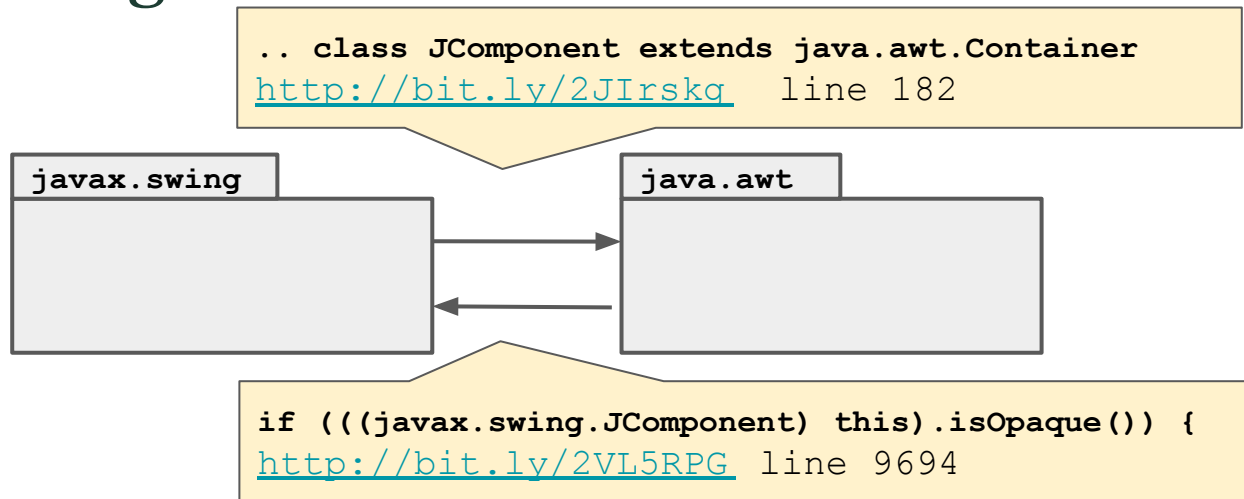 .. class JComponent extends java.awt.Container
http://bit.ly/2JIrskq line 182
javax.swing
java.awt
if (((javax.swing.JComponent) this).isOpaque()) {
http://bit.ly/2VL5RPG line 9694